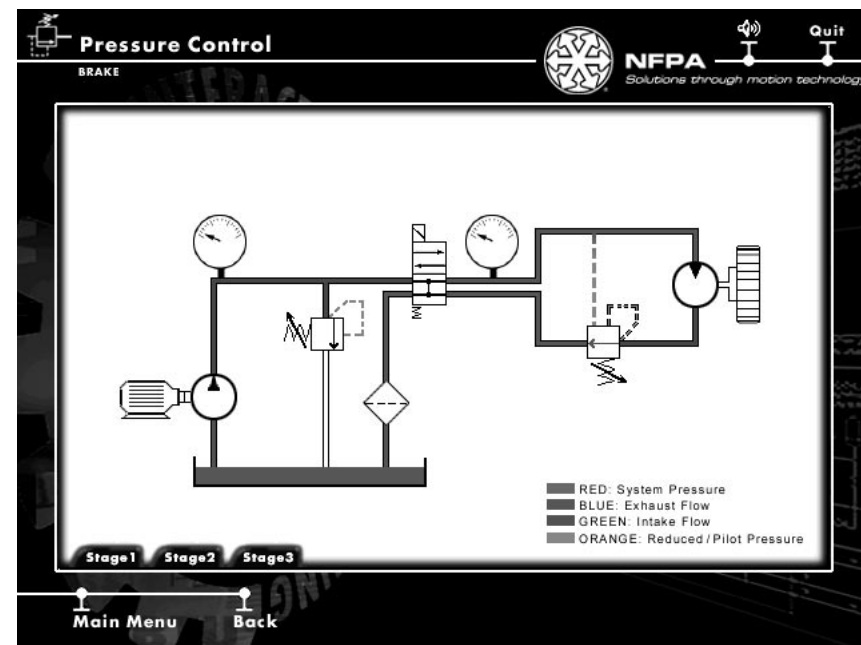 Pressure Control
BRAKE
NFPA
Solutions through motion technology
Quit
RED: System Pressure
BLUE: Exhaust Flow
GREEN: Intake Flow
ORANGE: Reduced/Pilot Pressure
Stage1 Stage2 Stage3
Main Menu Back